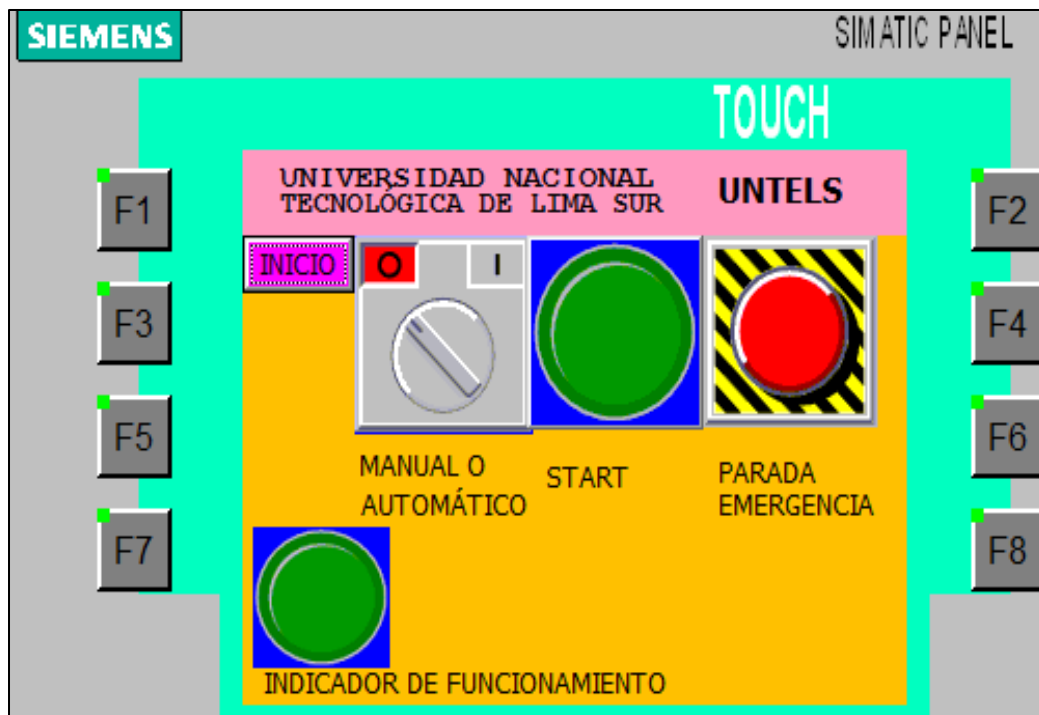 SIEMENS
SIMATIC PANEL
TOUCH
UNIVERSIDAD NACIONAL
TECNOLÓGICA DE LIMA SUR
UNTELS
F1
F2
INICIO
O
I
F3
F4
F5
F6
MANUAL O
AUTOMÁTICO
START
PARADA
EMERGENCIA
F7
F8
INDICADOR DE FUNCIONAMIENTO